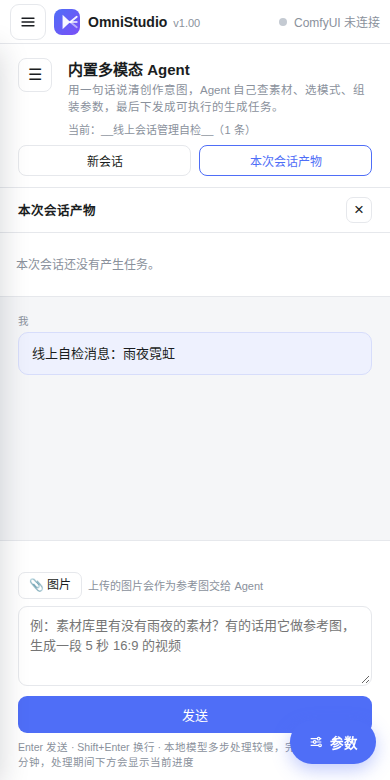 OmniStudio v1.00
ComfyUI 未连接
内置多模态 Agent
用一句话说清创作意图，Agent 自己查素材、选模式、组
装参数，最后下发成可执行的生成任务。
当前：__线上会话管理自检__（1 条）
新会话
本次会话产物
本次会话产物
本次会话还没有产生任务。
我
线上自检消息：雨夜霓虹
图片
上传的图片会作为参考图交给 Agent
例：素材库里有没有雨夜的素材？有的话用它做参考图，
生成一段 5 秒 16:9 的视频
发送
Enter 发送 · Shift+Enter 换行 · 本地模型多步处理较慢，
分钟，处理期间下方会显示当前进度
参数